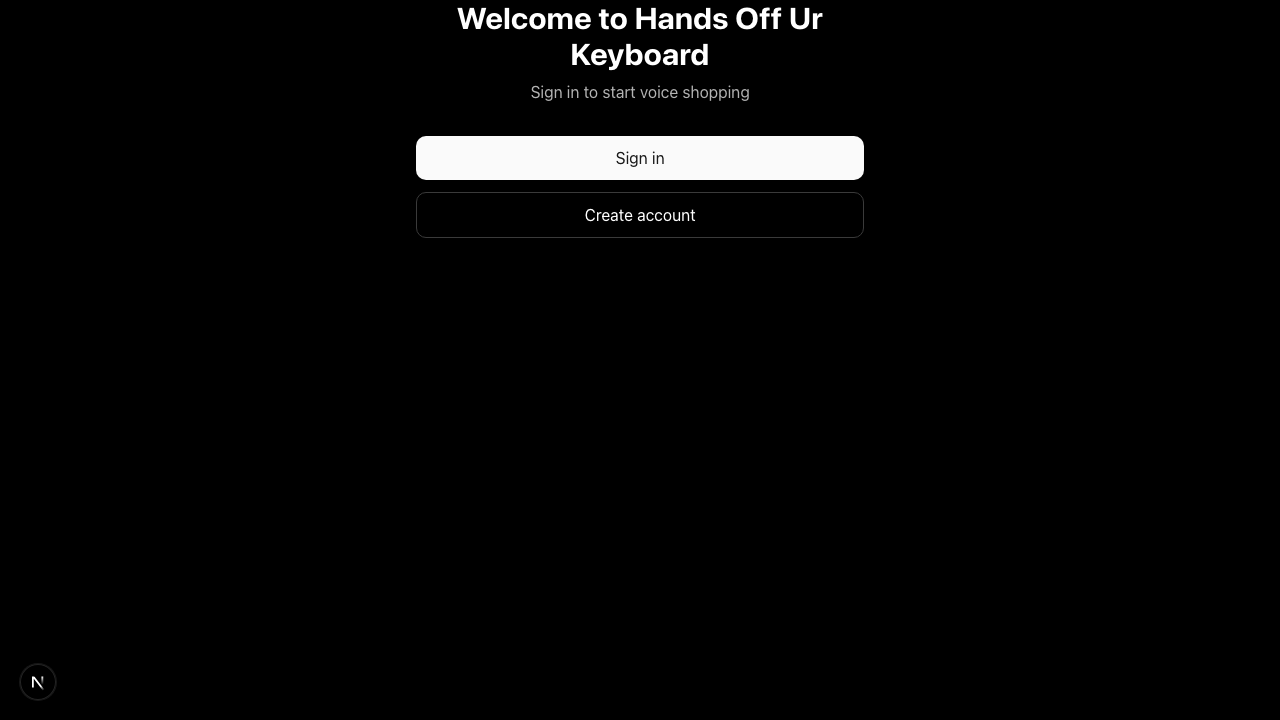 Welcome to Hands Off Ur
Keyboard
Sign in to start voice shopping
Sign in
Create account
N